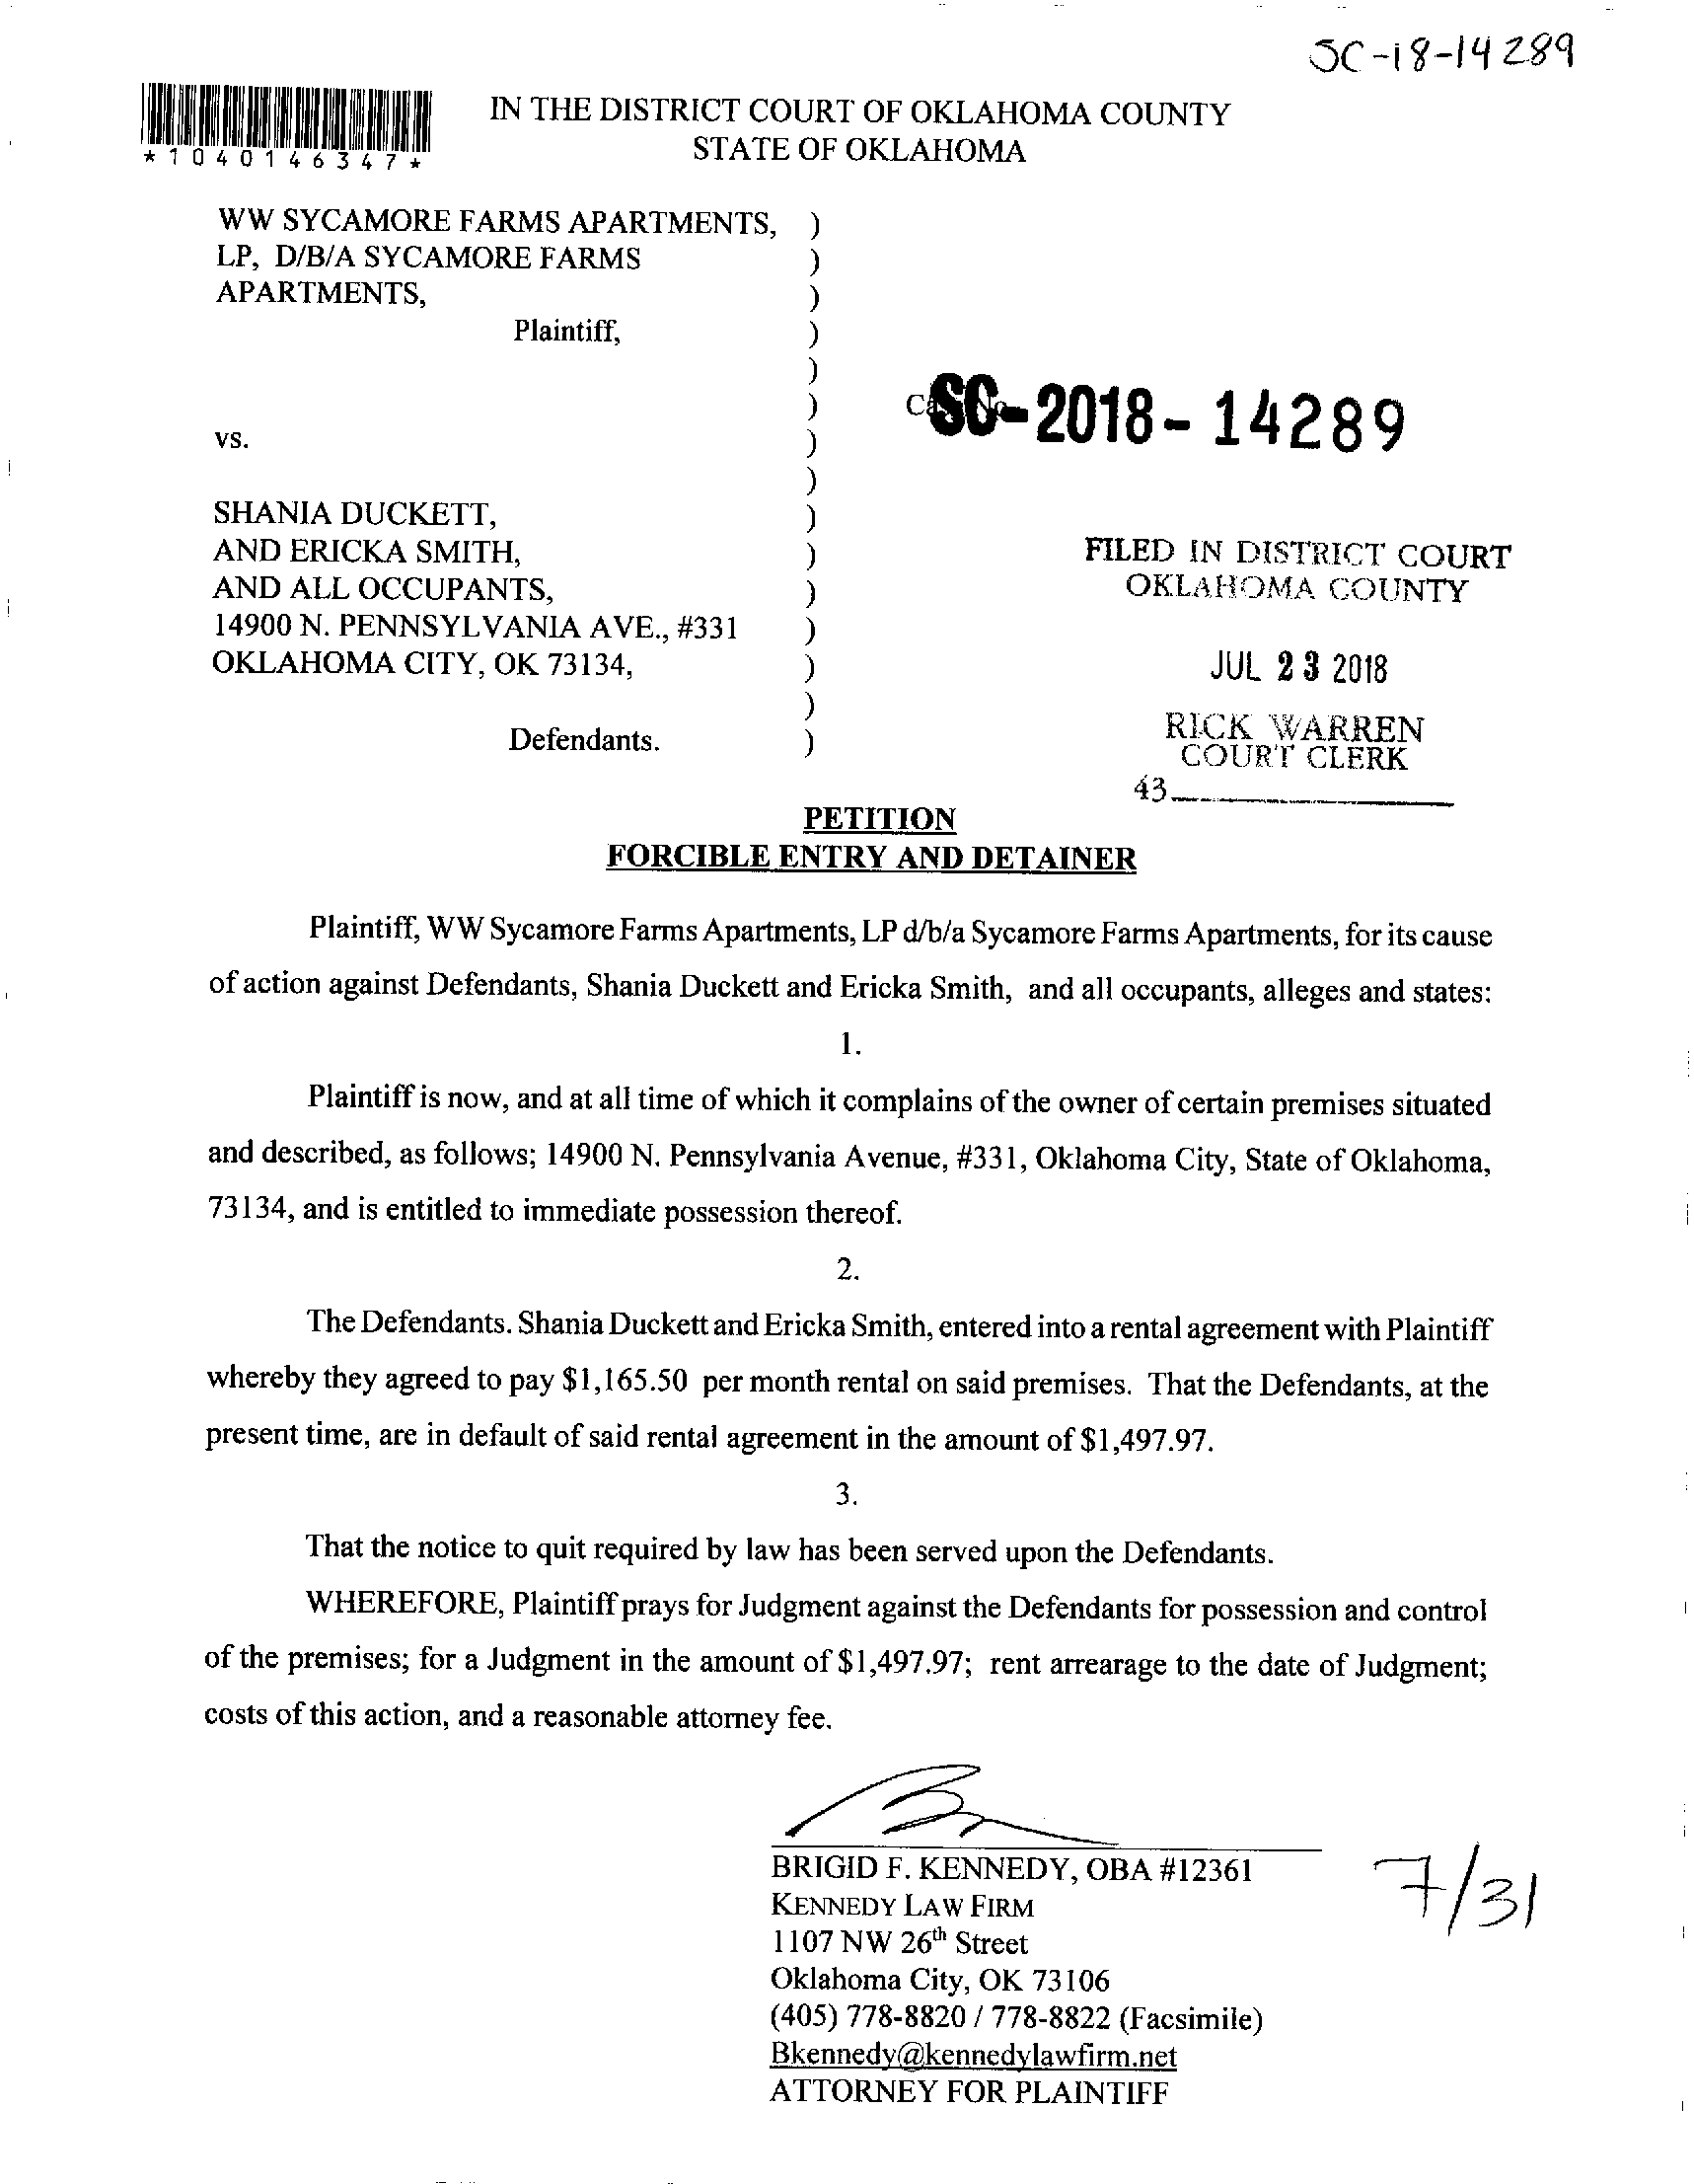 SC-18-14289
IN THE DISTRICT COURT OF OKLAHOMA COUNTY
STATE OF OKLAHOMA
*1040146347*
WW SYCAMORE FARMS APARTMENTS, )
LP, D/B/A SYCAMORE FARMS )
APARTMENTS, )
Plaintiff, )
)
)
vs. )
)
SHANIA DUCKETT, )
AND ERICKA SMITH, )
AND ALL OCCUPANTS, )
14900 N. PENNSYLVANIA AVE., #331 )
OKLAHOMA CITY, OK 73134, )
)
Defendants. )
SC-2018-14289
FILED IN DISTRICT COURT
OKLAHOMA COUNTY
JUL 23 2018
RICK WARREN
COURT CLERK
43
PETITION
FORCIBLE ENTRY AND DETAINER
Plaintiff, WW Sycamore Farms Apartments, LP d/b/a Sycamore Farms Apartments, for its cause
of action against Defendants, Shania Duckett and Ericka Smith, and all occupants, alleges and states:
1.
Plaintiff is now, and at all time of which it complains of the owner of certain premises situated
and described, as follows; 14900 N. Pennsylvania Avenue, #331, Oklahoma City, State of Oklahoma,
73134, and is entitled to immediate possession thereof.
2.
The Defendants. Shania Duckett and Ericka Smith, entered into a rental agreement with Plaintiff
whereby they agreed to pay $1,165.50 per month rental on said premises. That the Defendants, at the
present time, are in default of said rental agreement in the amount of $1,497.97.
3.
That the notice to quit required by law has been served upon the Defendants.
WHEREFORE, Plaintiff prays for Judgment against the Defendants for possession and control
of the premises; for a Judgment in the amount of $1,497.97; rent arrearage to the date of Judgment;
costs of this action, and a reasonable attorney fee.
BRIGID F. KENNEDY, OBA #12361
KENNEDY LAW FIRM
1107 NW 26th Street
Oklahoma City, OK 73106
(405) 778-8820 / 778-8822 (Facsimile)
Bkennedy@kennedylawfirm.net
ATTORNEY FOR PLAINTIFF
7/31